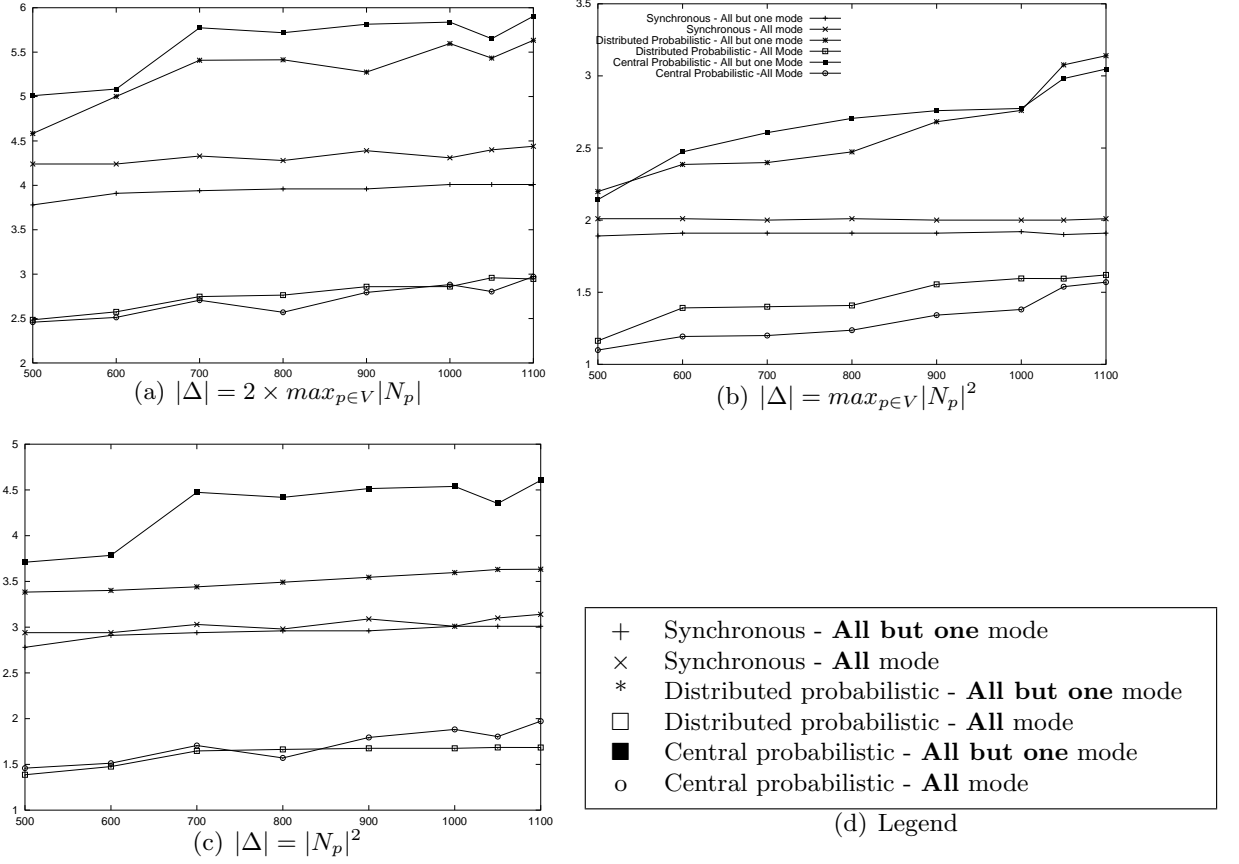 6
5.5
5
4.5
4
3.5
3
2.5
2
500 600 700 800 900 1000 1100
(a) |Δ| = 2 × max_{p∈V}|N_p|
3.5
3
2.5
2
1.5
1
Synchronous - All but one mode
Synchronous - All mode
Distributed Probabilistic - All but one mode
Distributed Probabilistic - All Mode
Central Probabilistic - All but one Mode
Central Probabilistic -All Mode
500 600 700 800 900 1000 1100
(b) |Δ| = max_{p∈V}|N_p|²
5
4.5
4
3.5
3
2.5
2
1.5
1
500 600 700 800 900 1000 1100
(c) |Δ| = |N_p|²
+ Synchronous - All but one mode
× Synchronous - All mode
* Distributed probabilistic - All but one mode
□ Distributed probabilistic - All mode
■ Central probabilistic - All but one mode
o Central probabilistic - All mode
(d) Legend